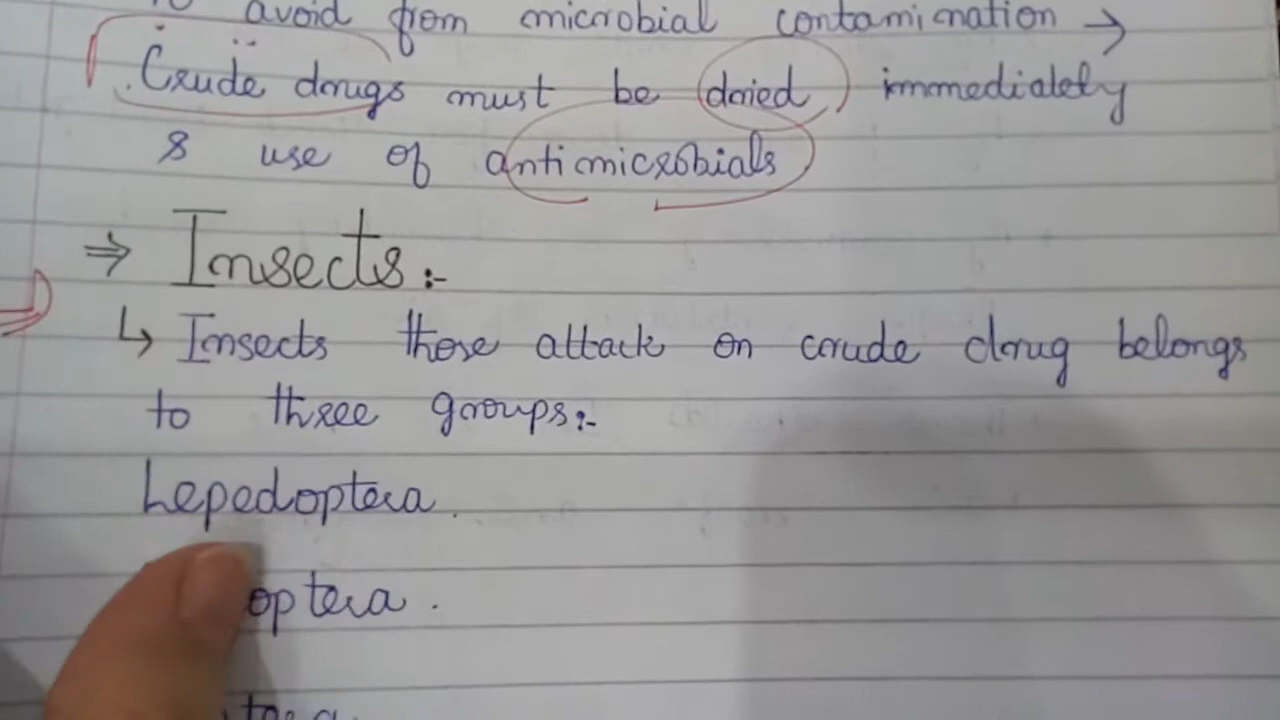 avoid from microbial contamination →
Crude drugs must be dried immediately
& use of antimicrobials
⇒ Insects:-
↳ Insects those attack on crude drug belongs
to three groups:-
Lepedoptera.
optera.